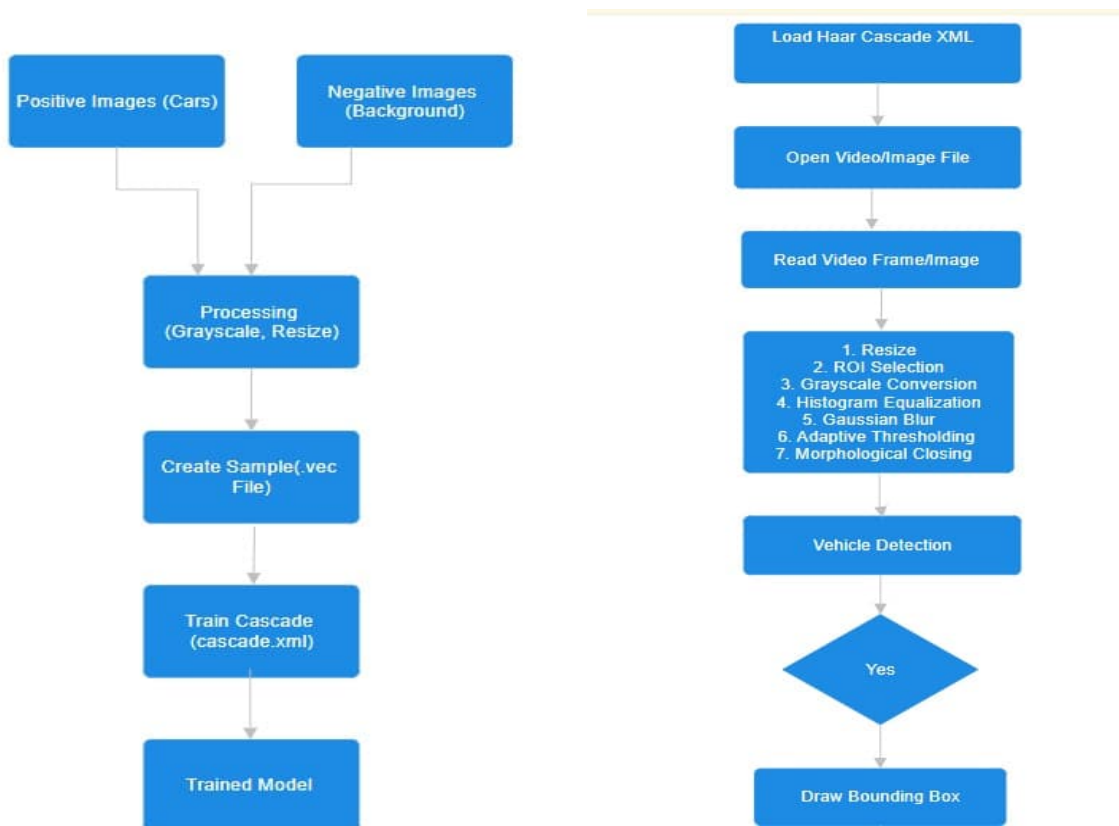 Positive Images (Cars)
Negative Images
(Background)
Processing
(Grayscale, Resize)
Create Sample(.vec
File)
Train Cascade
(cascade.xml)
Trained Model
Load Haar Cascade XML
Open Video/Image File
Read Video Frame/Image
1. Resize
2. ROI Selection
3. Grayscale Conversion
4. Histogram Equalization
5. Gaussian Blur
6. Adaptive Thresholding
7. Morphological Closing
Vehicle Detection
Yes
Draw Bounding Box